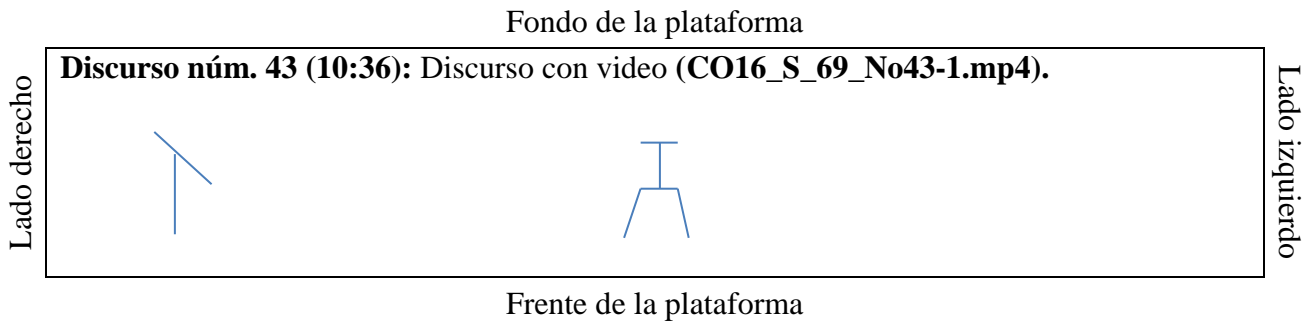 Fondo de la plataforma
Discurso núm. 43 (10:36): Discurso con video (CO16_S_69_No43-1.mp4).
Lado derecho
Lado izquierdo
Frente de la plataforma